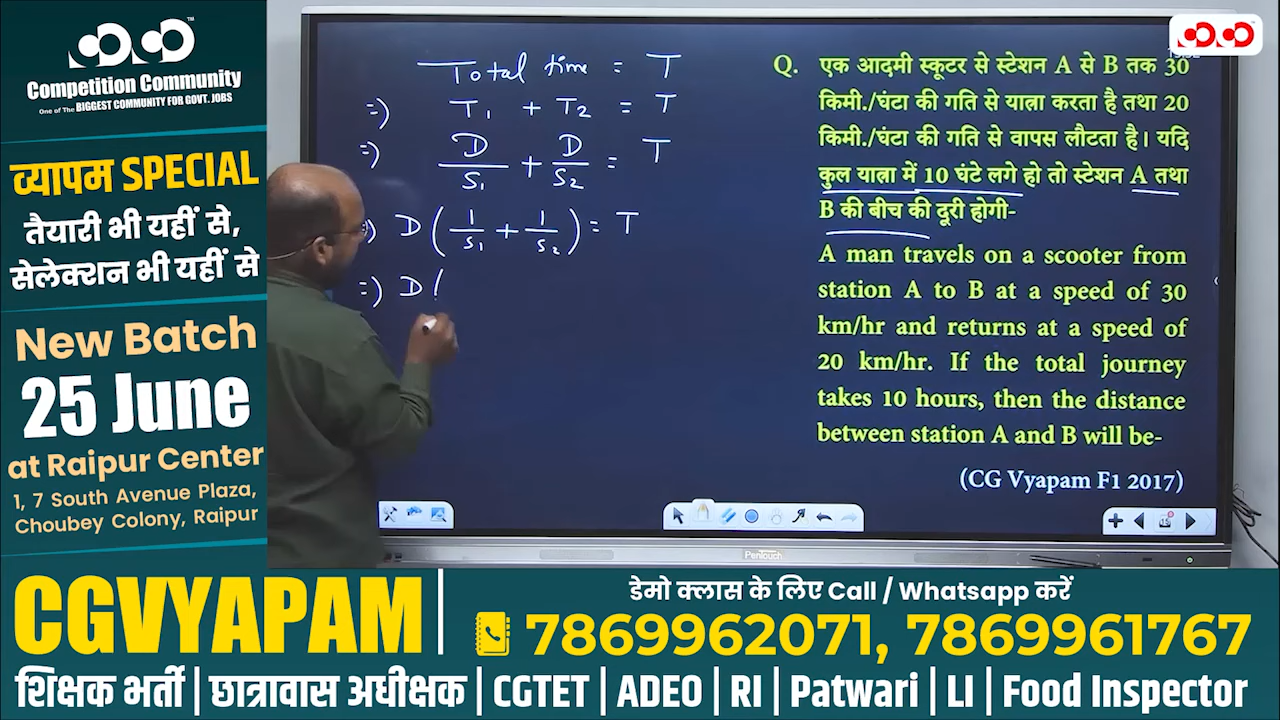 Competition Community
One of The BIGGEST COMMUNITY FOR GOVT. JOBS
व्यापम SPECIAL
तैयारी भी यहीं से,
सेलेक्शन भी यहीं से
New Batch
25 June
at Raipur Center
1, 7 South Avenue Plaza,
Choubey Colony, Raipur
Total time = T
=) T1 + T2 = T
=) D/S1 + D/S2 = T
=) D(1/S1 + 1/S2) = T
=) D(
Q. एक आदमी स्कूटर से स्टेशन A से B तक 30
किमी./घंटा की गति से यात्रा करता है तथा 20
किमी./घंटा की गति से वापस लौटता है। यदि
कुल यात्रा में 10 घंटे लगे हो तो स्टेशन A तथा
B की बीच की दूरी होगी-
A man travels on a scooter from
station A to B at a speed of 30
km/hr and returns at a speed of
20 km/hr. If the total journey
takes 10 hours, then the distance
between station A and B will be-
(CG Vyapam F1 2017)
PenTouch
CGVYAPAM
डेमो क्लास के लिए Call / Whatsapp करें
7869962071, 7869961767
शिक्षक भर्ती | छात्रावास अधीक्षक | CGTET | ADEO | RI | Patwari | LI | Food Inspector